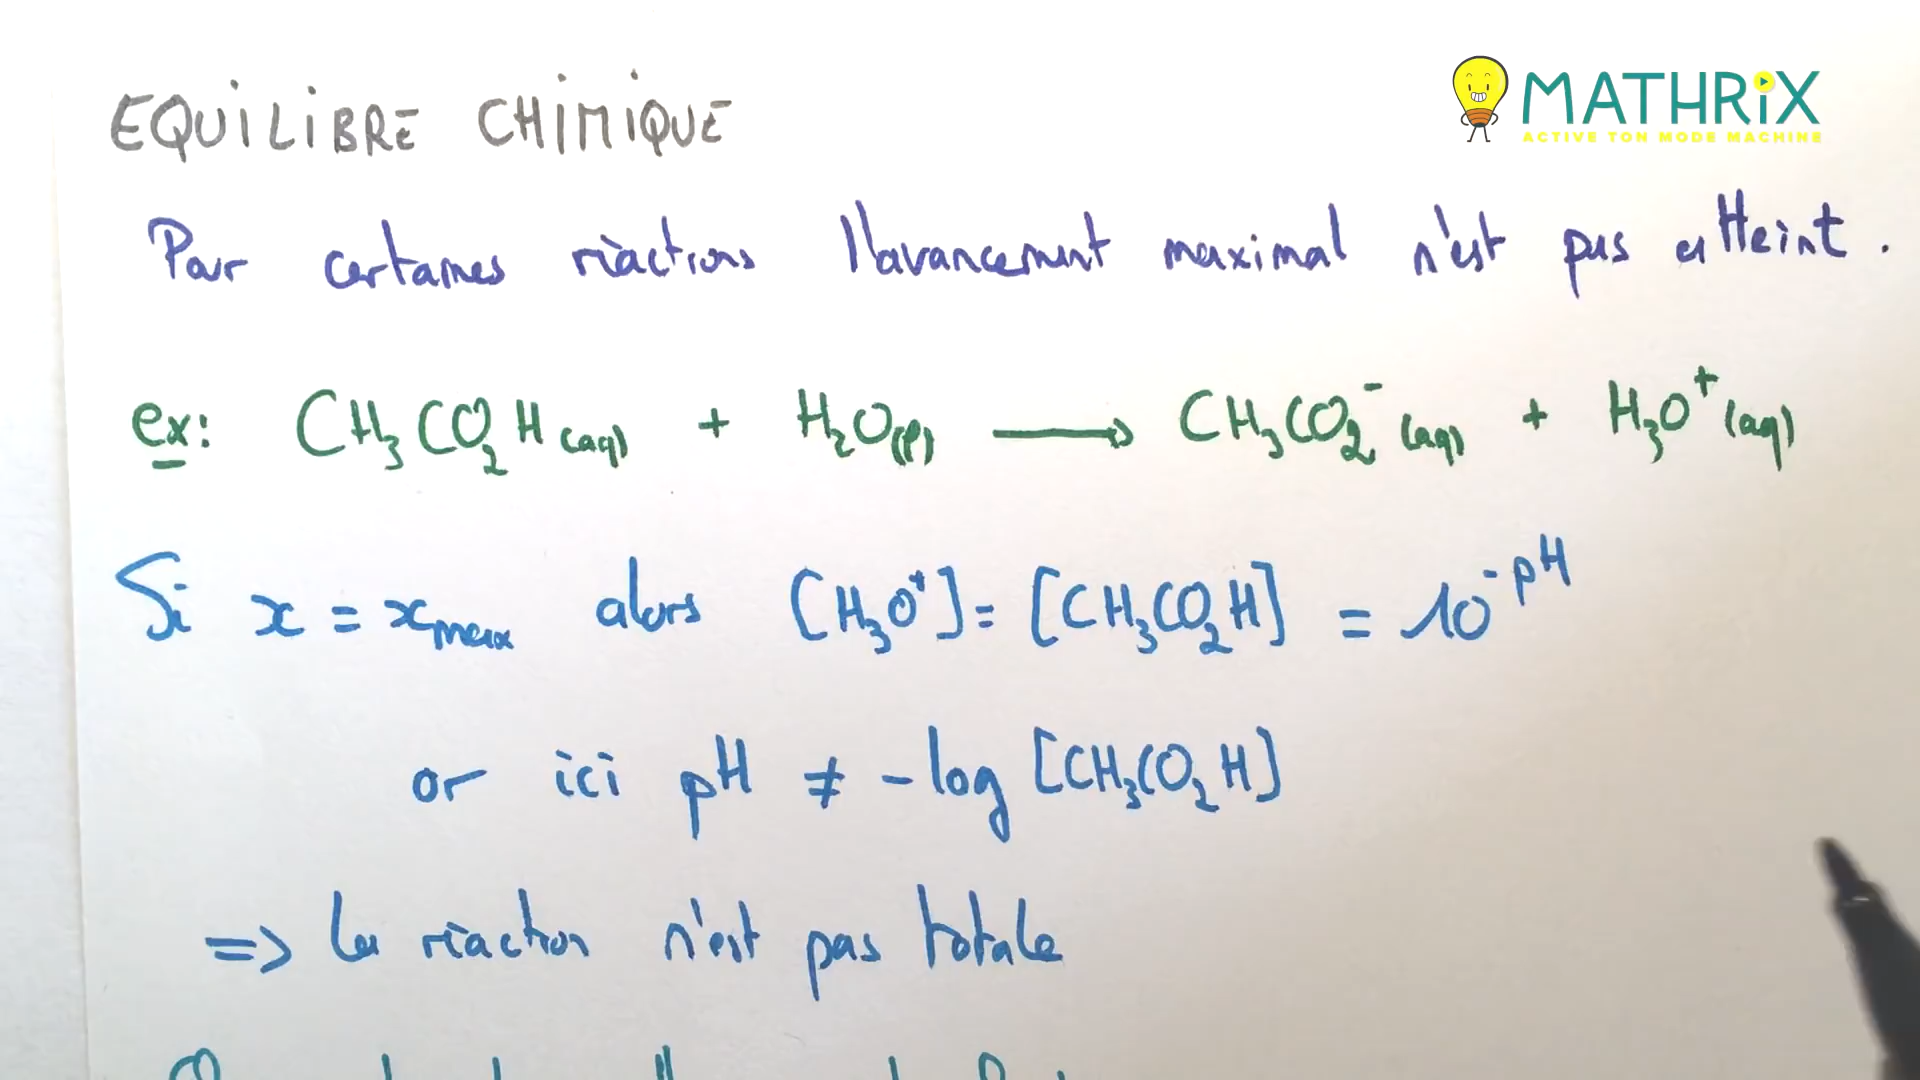 EQUILIBRE CHIMIQUE
MATHRIX
ACTIVE TON MODE MACHINE
Pour certaines réactions l'avancement maximal n'est pas atteint.
ex: CH₃CO₂H(aq) + H₂O(l) → CH₃CO₂⁻(aq) + H₃O⁺(aq)
Si x = xmax alors [H₃O⁺] = [CH₃CO₂H] = 10^-pH
or ici pH ≠ -log [CH₃CO₂H]
=> la réaction n'est pas totale